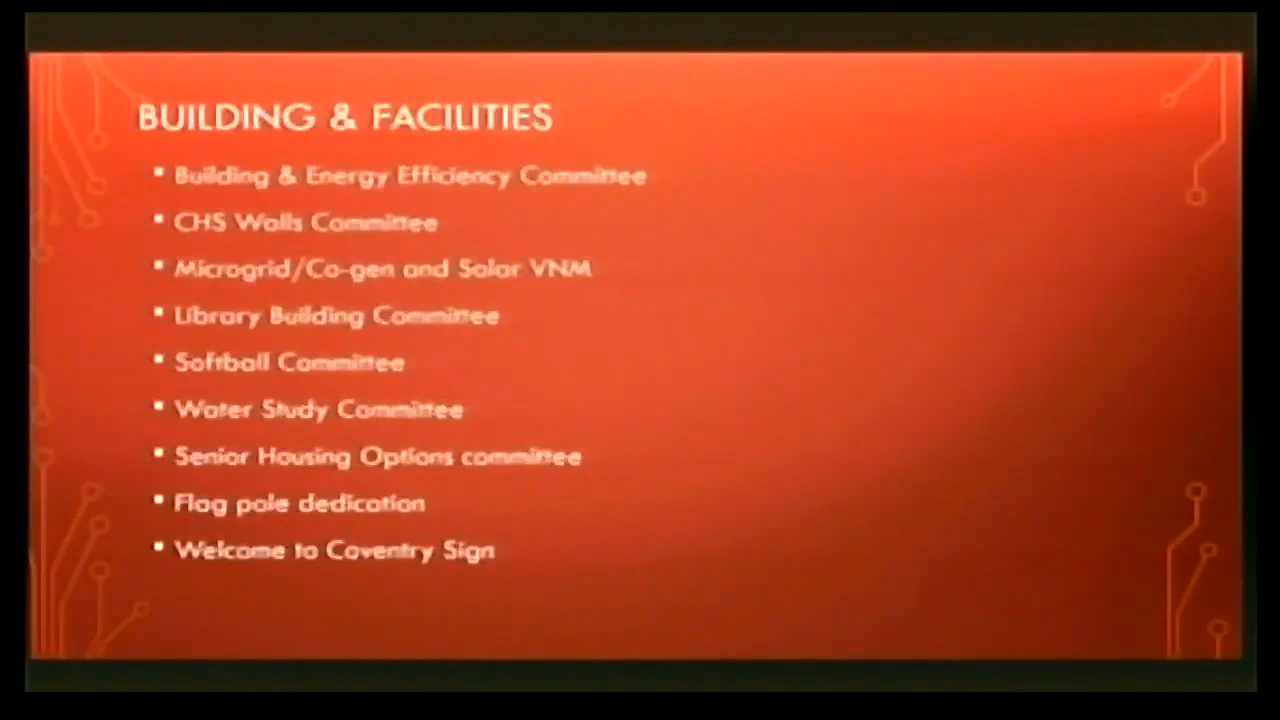 BUILDING & FACILITIES
Building & Energy Efficiency Committee
CHS Walls Committee
Microgrid/Co-gen and Solar VNM
Library Building Committee
Softball Committee
Water Study Committee
Senior Housing Options committee
Flag pole dedication
Welcome to Coventry Sign